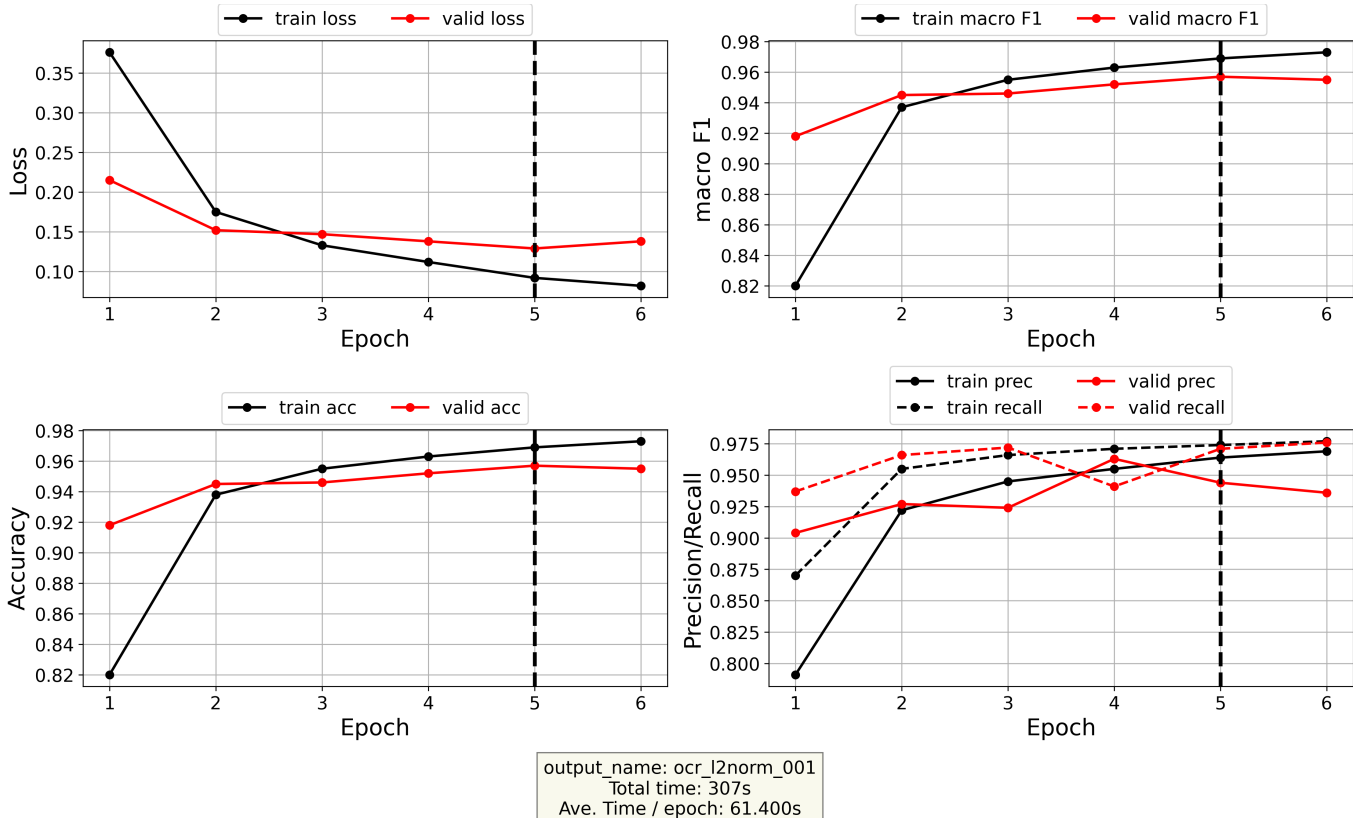 train loss valid loss
0.35
0.30
0.25
0.20
0.15
0.10
Loss
1 2 3 4 5 6
Epoch
train macro F1 valid macro F1
0.98
0.96
0.94
0.92
0.90
0.88
0.86
0.84
0.82
macro F1
1 2 3 4 5 6
Epoch
train acc valid acc
0.98
0.96
0.94
0.92
0.90
0.88
0.86
0.84
0.82
Accuracy
1 2 3 4 5 6
Epoch
train prec valid prec
train recall valid recall
0.975
0.950
0.925
0.900
0.875
0.850
0.825
0.800
Precision/Recall
1 2 3 4 5 6
Epoch
output_name: ocr_l2norm_001
Total time: 307s
Ave. Time / epoch: 61.400s